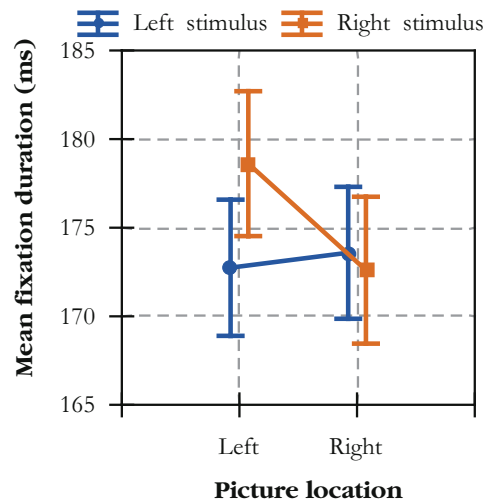 Left stimulus Right stimulus
Mean fixation duration (ms)
185
180
175
170
165
Left Right
Picture location